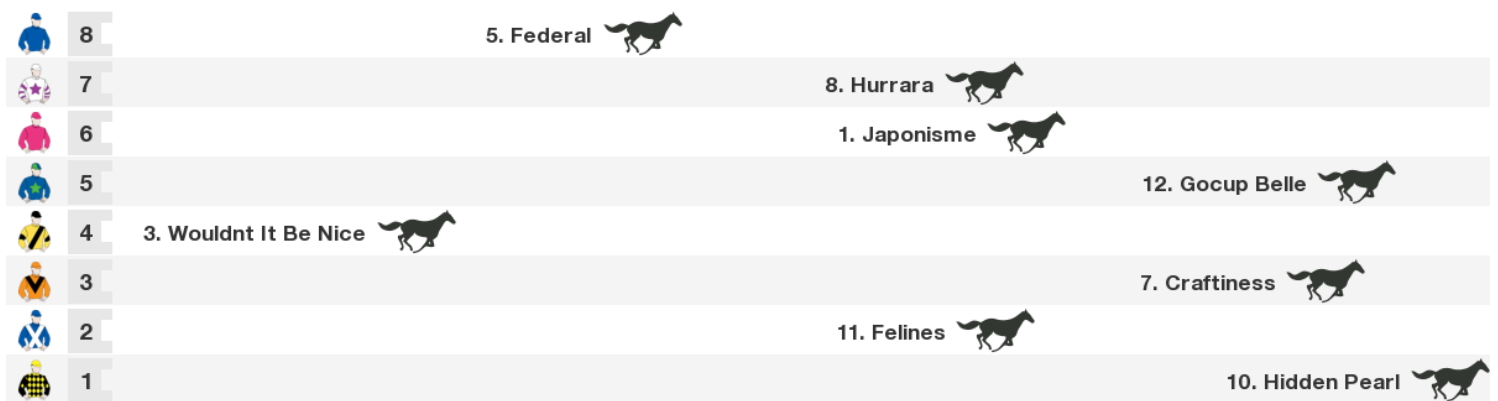 8 5. Federal
7 8. Hurrara
6 1. Japonisme
5 12. Gocup Belle
4 3. Wouldnt It Be Nice
3 7. Craftiness
2 11. Felines
1 10. Hidden Pearl